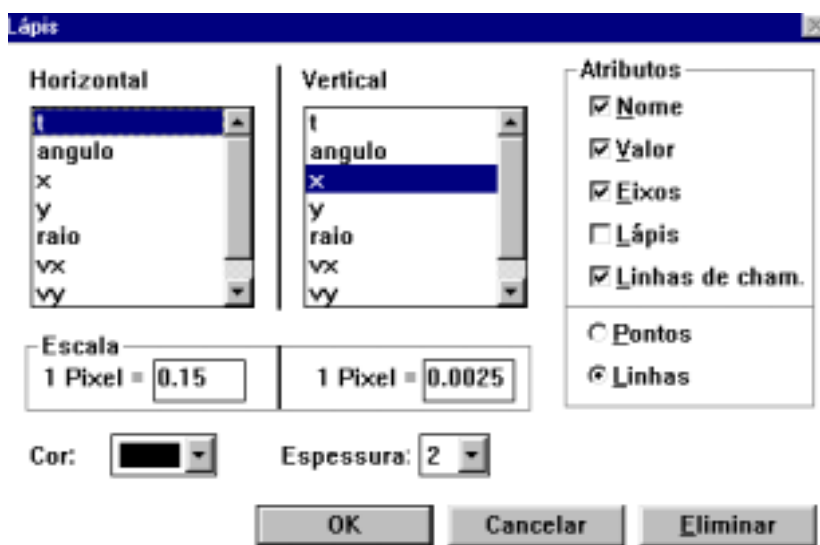 Lápis
Horizontal
t
angulo
x
y
raio
vx
vy
Vertical
t
angulo
x
y
raio
vx
vy
Atributos
Nome
Valor
Eixos
Lápis
Linhas de cham.
Pontos
Linhas
Escala
1 Pixel = 0.15
1 Pixel = 0.0025
Cor:
Espessura: 2
OK
Cancelar
Eliminar